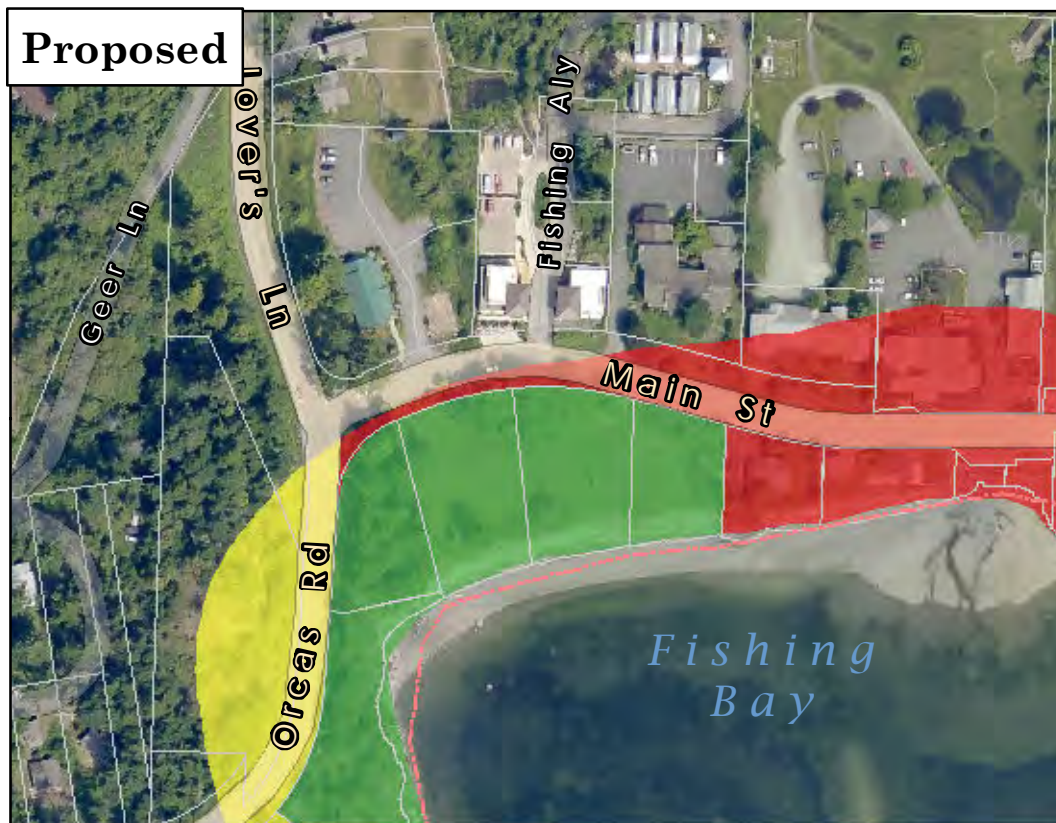 Proposed
Lover's Ln
Geer Ln
Fishing Aly
Main St
Orcas Rd
Fishing
Bay